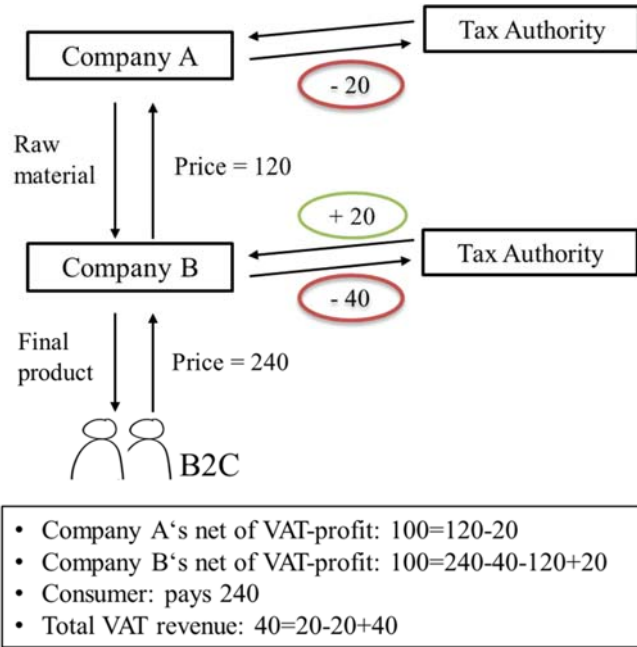 Tax Authority
Company A
- 20
Raw
material
Price = 120
+ 20
Company B
Tax Authority
- 40
Final
product
Price = 240
B2C
• Company A‘s net of VAT-profit: 100=120-20
• Company B‘s net of VAT-profit: 100=240-40-120+20
• Consumer: pays 240
• Total VAT revenue: 40=20-20+40